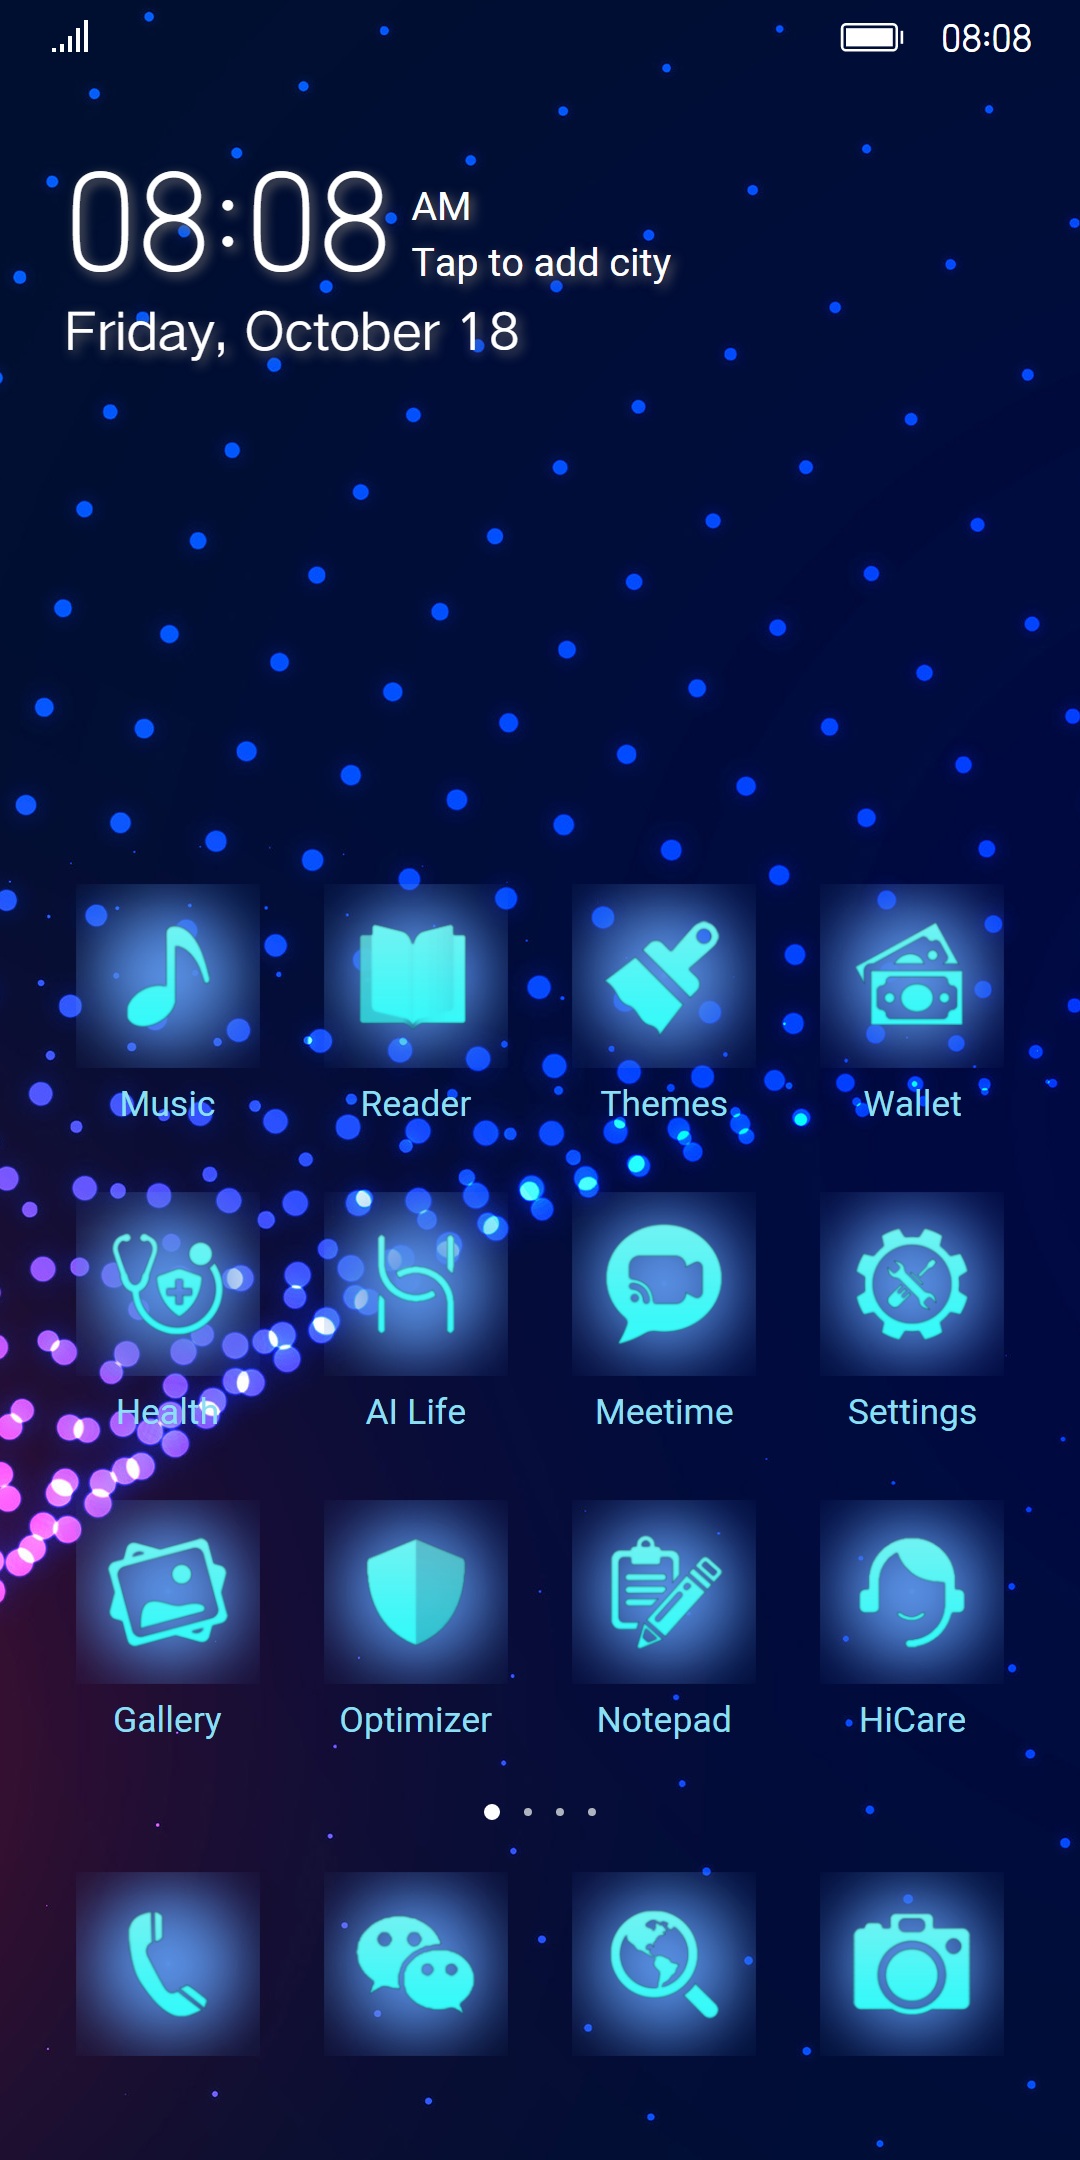 08:08
08:08 AM
Tap to add city
Friday, October 18
Music Reader Themes Wallet
Health AI Life Meetime Settings
Gallery Optimizer Notepad HiCare